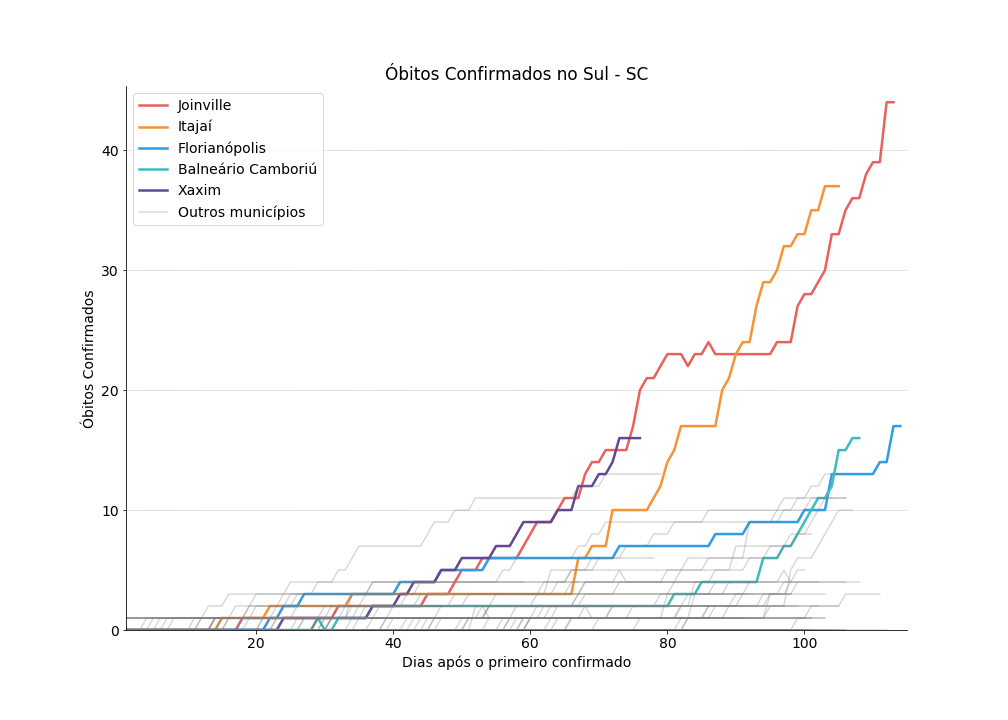 Óbitos Confirmados no Sul - SC
Joinville
Itajaí
Florianópolis
Balneário Camboriú
Xaxim
Outros municípios
Óbitos Confirmados
40
30
20
10
0
20
40
60
80
100
Dias após o primeiro confirmado